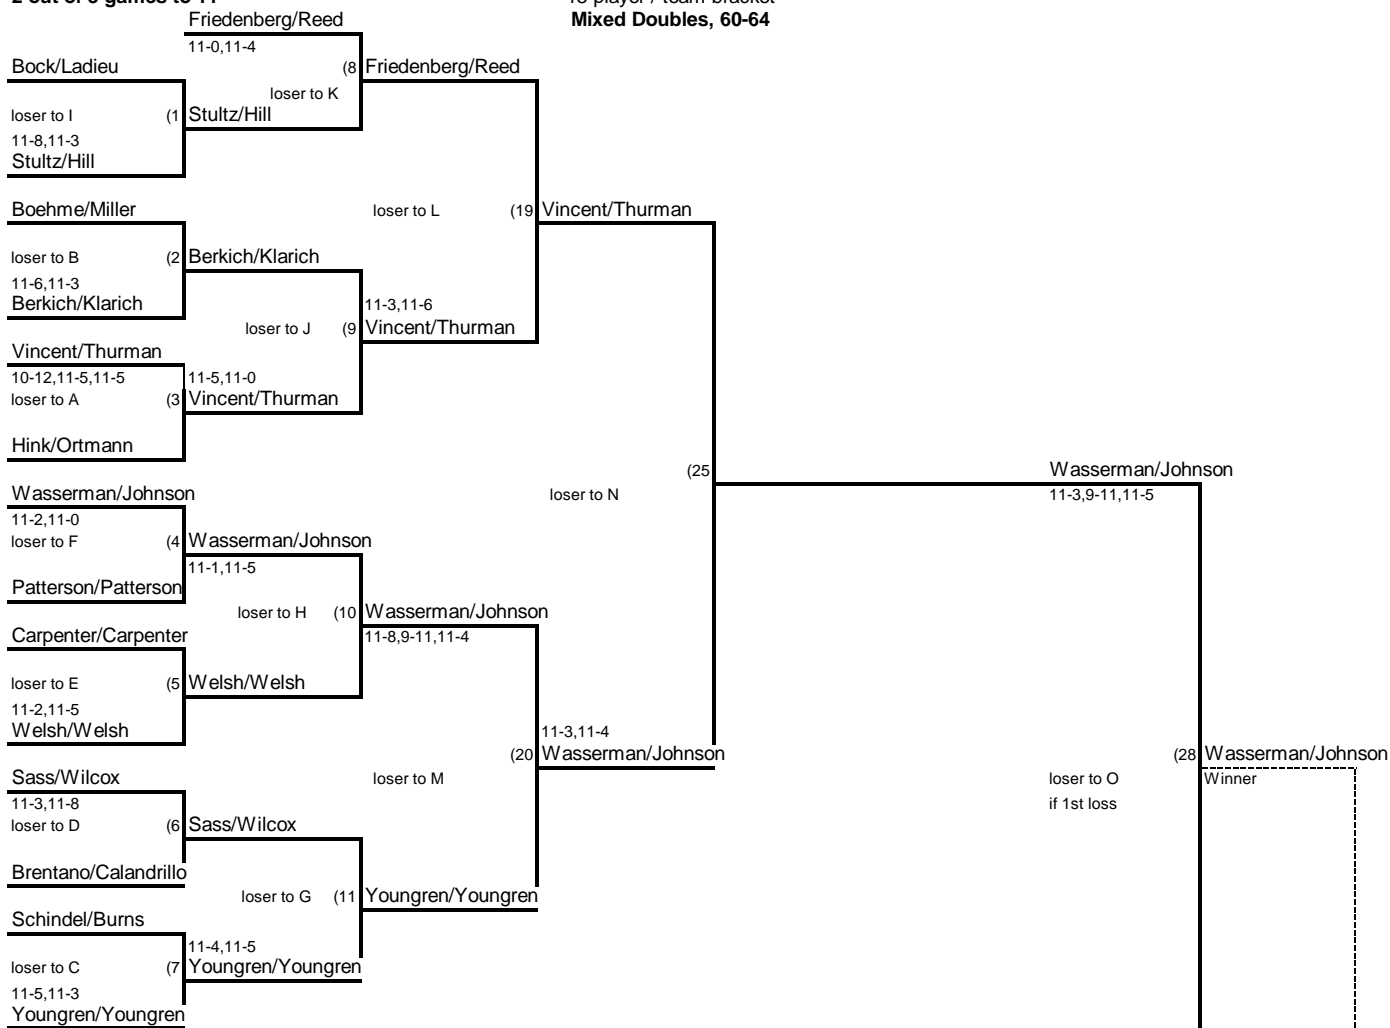 Friedenberg/Reed
Mixed Doubles, 60-64
11-0,11-4
Bock/Ladieu
(8 Friedenberg/Reed
loser to K
loser to I (1 Stultz/Hill
11-8,11-3
Stultz/Hill
Boehme/Miller
loser to L (19 Vincent/Thurman
loser to B (2 Berkich/Klarich
11-6,11-3
Berkich/Klarich
11-3,11-6
loser to J (9 Vincent/Thurman
Vincent/Thurman
10-12,11-5,11-5
11-5,11-0
loser to A (3 Vincent/Thurman
Hink/Ortmann
(25 Wasserman/Johnson
loser to N
11-3,9-11,11-5
Wasserman/Johnson
11-2,11-0
loser to F (4 Wasserman/Johnson
11-1,11-5
Patterson/Patterson
loser to H (10 Wasserman/Johnson
11-8,9-11,11-4
Carpenter/Carpenter
loser to E (5 Welsh/Welsh
11-2,11-5
Welsh/Welsh
11-3,11-4
(20 Wasserman/Johnson
(28 Wasserman/Johnson
Sass/Wilcox
loser to M
loser to O
Winner
if 1st loss
11-3,11-8
loser to D (6 Sass/Wilcox
Brentano/Calandrillo
loser to G (11 Youngren/Youngren
Schindel/Burns
11-4,11-5
loser to C (7 Youngren/Youngren
11-5,11-3
Youngren/Youngren